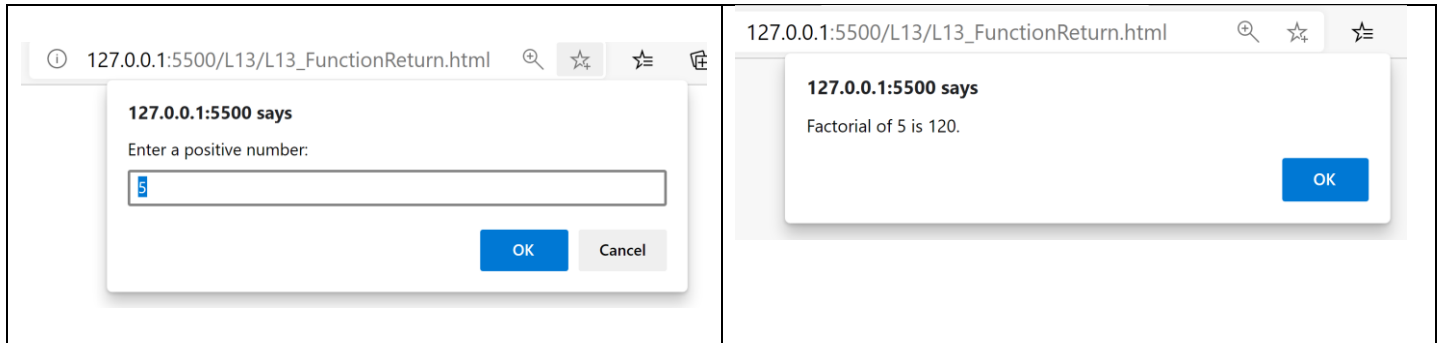 127.0.0.1:5500/L13/L13_FunctionReturn.html
127.0.0.1:5500 says
Enter a positive number:
5
OK
Cancel
127.0.0.1:5500/L13/L13_FunctionReturn.html
127.0.0.1:5500 says
Factorial of 5 is 120.
OK